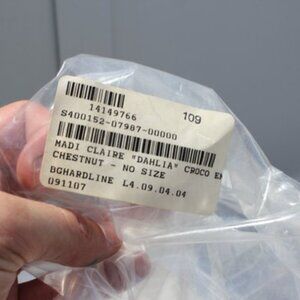 14149766 109
S400152-07907-00000
MADI CLAIRE "DAHLIA" CROCO EM
CHESTNUT - NO SIZE
BGHARDLINE L4.09.04.04
091107